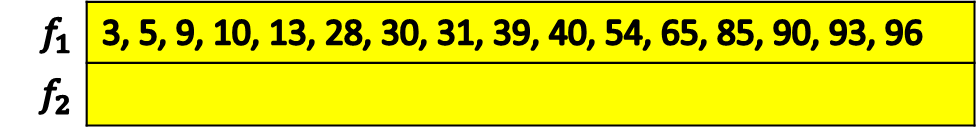 f1 3, 5, 9, 10, 13, 28, 30, 31, 39, 40, 54, 65, 85, 90, 93, 96
f2